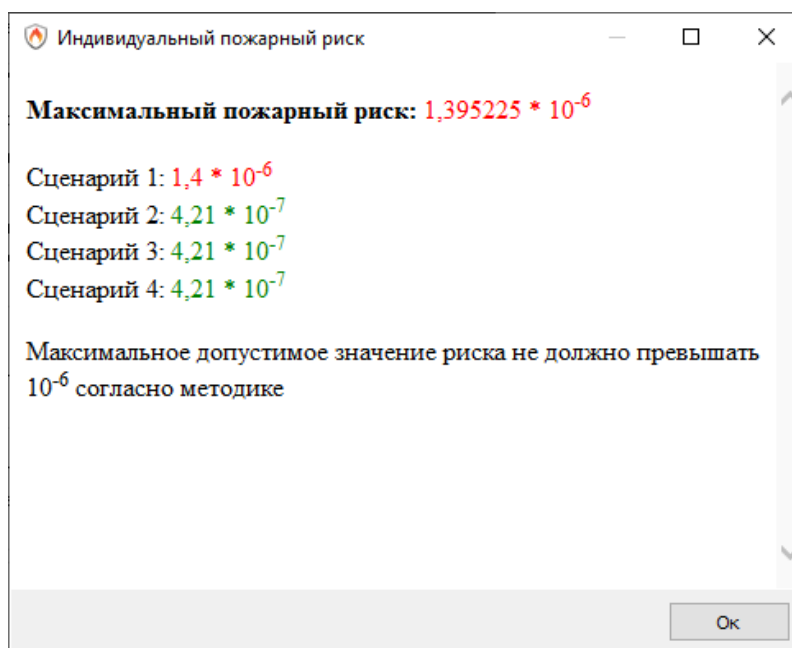 Индивидуальный пожарный риск
Максимальный пожарный риск: 1,395225 * 10⁻⁶
Сценарий 1: 1,4 * 10⁻⁶
Сценарий 2: 4,21 * 10⁻⁷
Сценарий 3: 4,21 * 10⁻⁷
Сценарий 4: 4,21 * 10⁻⁷
Максимальное допустимое значение риска не должно превышать
10⁻⁶ согласно методике
Ок